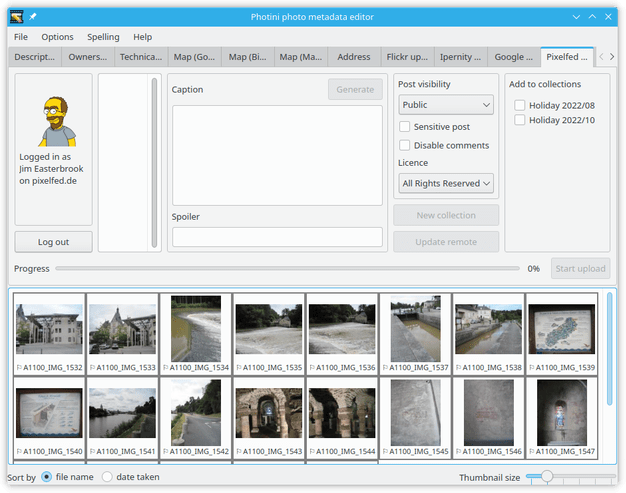 Photini photo metadata editor
File Options Spelling Help
Descript... Owners... Technica... Map (Go... Map (Bi... Map (Ma... Address Flickr up... Ipernity ... Google ... Pixelfed ...
Logged in as
Jim Easterbrook
on pixelfed.de
Log out
Caption
Generate
Spoiler
Post visibility
Public
Sensitive post
Disable comments
Licence
All Rights Reserved
New collection
Update remote
Add to collections
Holiday 2022/08
Holiday 2022/10
Progress 0% Start upload
A1100_IMG_1532 A1100_IMG_1533 A1100_IMG_1534 A1100_IMG_1535 A1100_IMG_1536 A1100_IMG_1537 A1100_IMG_1538 A1100_IMG_1539
A1100_IMG_1540 A1100_IMG_1541 A1100_IMG_1542 A1100_IMG_1543 A1100_IMG_1544 A1100_IMG_1545 A1100_IMG_1546 A1100_IMG_1547
Sort by file name date taken Thumbnail size